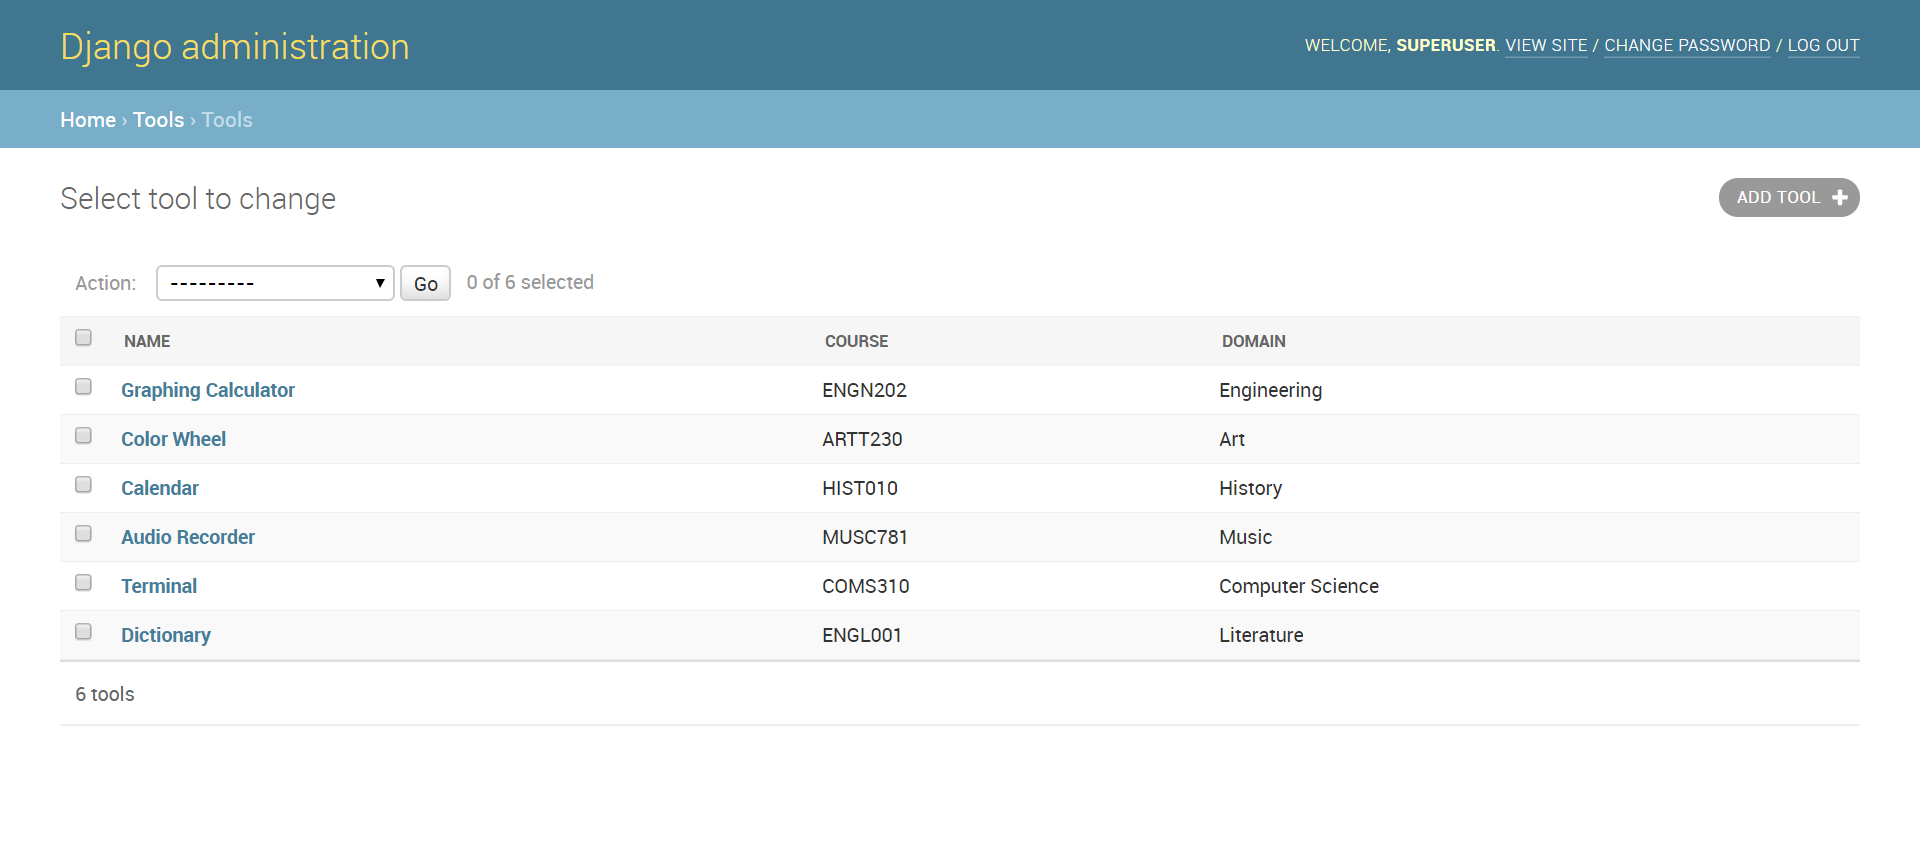 Django administration
WELCOME, SUPERUSER. VIEW SITE / CHANGE PASSWORD / LOG OUT
Home › Tools › Tools
Select tool to change
ADD TOOL
Action: --------- Go 0 of 6 selected
NAME COURSE DOMAIN
Graphing Calculator ENGN202 Engineering
Color Wheel ARTT230 Art
Calendar HIST010 History
Audio Recorder MUSC781 Music
Terminal COMS310 Computer Science
Dictionary ENGL001 Literature
6 tools